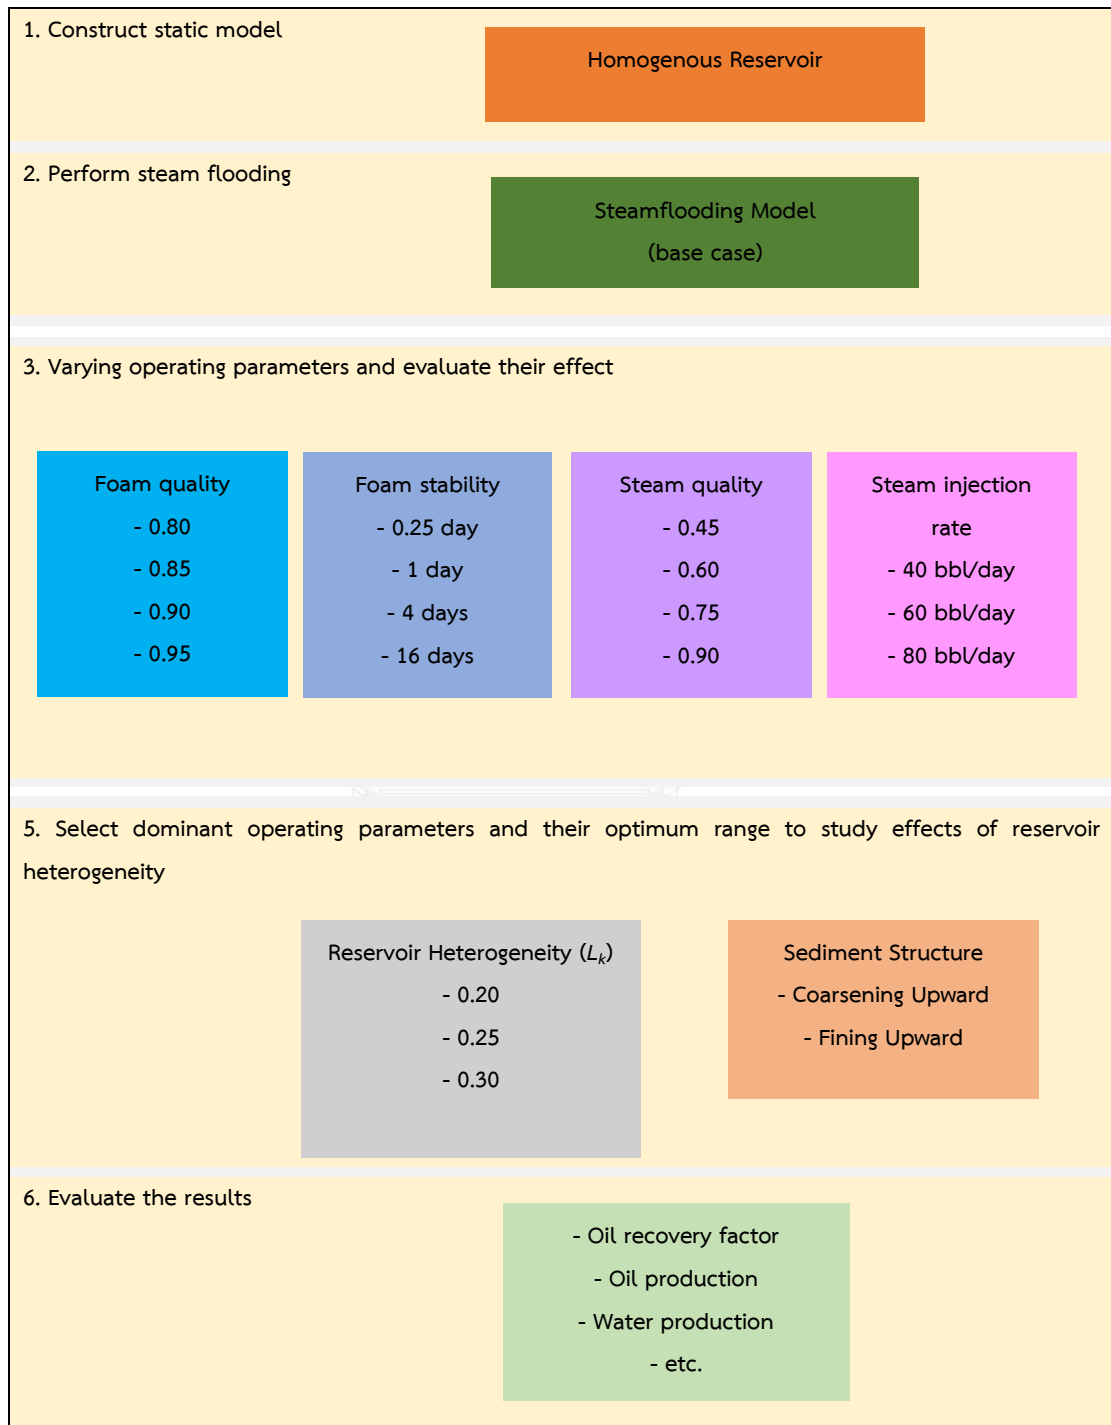 1. Construct static model
Homogenous Reservoir
2. Perform steam flooding
Steamflooding Model
(base case)
3. Varying operating parameters and evaluate their effect
Foam quality
- 0.80
- 0.85
- 0.90
- 0.95
Foam stability
- 0.25 day
- 1 day
- 4 days
- 16 days
Steam quality
- 0.45
- 0.60
- 0.75
- 0.90
Steam injection
rate
- 40 bbl/day
- 60 bbl/day
- 80 bbl/day
5. Select dominant operating parameters and their optimum range to study effects of reservoir
heterogeneity
Reservoir Heterogeneity (Lk)
- 0.20
- 0.25
- 0.30
Sediment Structure
- Coarsening Upward
- Fining Upward
6. Evaluate the results
- Oil recovery factor
- Oil production
- Water production
- etc.